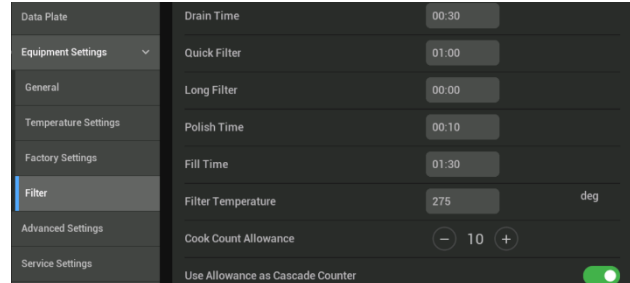 Data Plate
Drain Time 00:30
Equipment Settings
Quick Filter 01:00
General
Long Filter 00:00
Temperature Settings
Polish Time 00:10
Factory Settings
Fill Time 01:30
Filter
Filter Temperature 275 deg
Advanced Settings
Cook Count Allowance − 10 +
Service Settings
Use Allowance as Cascade Counter